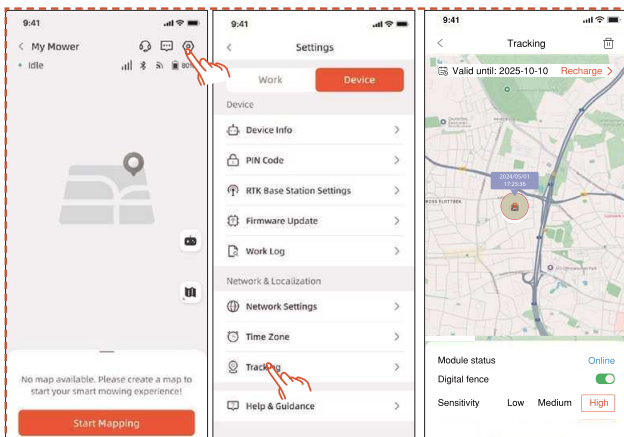 9:41
My Mower
Idle
80%
No map available. Please create a map to
start your smart mowing experience!
Start Mapping
9:41
Settings
Work
Device
Device
Device Info
PIN Code
RTK Base Station Settings
Firmware Update
Work Log
Network & Localization
Network Settings
Time Zone
Tracking
Help & Guidance
9:41
Tracking
Valid until: 2025-10-10
Recharge
2024/05/01
17:25:36
Module status
Online
Digital fence
Sensitivity
Low
Medium
High